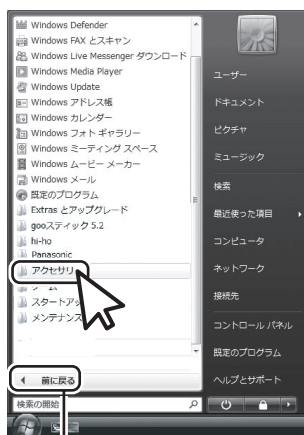 Windows Defender
Windows FAX とスキャン
Windows Live Messenger ダウンロード
Windows Media Player
Windows Update
Windows アドレス帳
Windows カレンダー
Windows フォト ギャラリー
Windows ミーティング スペース
Windows ムービー メーカー
Windows メール
既定のプログラム
Extras とアップグレード
gooスティック 5.2
hi-ho
Panasonic
アクセサリ
スタートアッ
メンテナンス
前に戻る
検索の開始
ユーザー
ドキュメント
ピクチャ
ミュージック
検索
最近使った項目
コンピュータ
ネットワーク
接続先
コントロール パネル
既定のプログラム
ヘルプとサポート